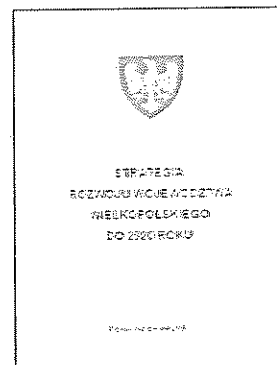 STRATEGIA
ROZWOJU WOJEWÓDZTWA
WIELKOPOLSKIEGO
DO 2020 ROKU